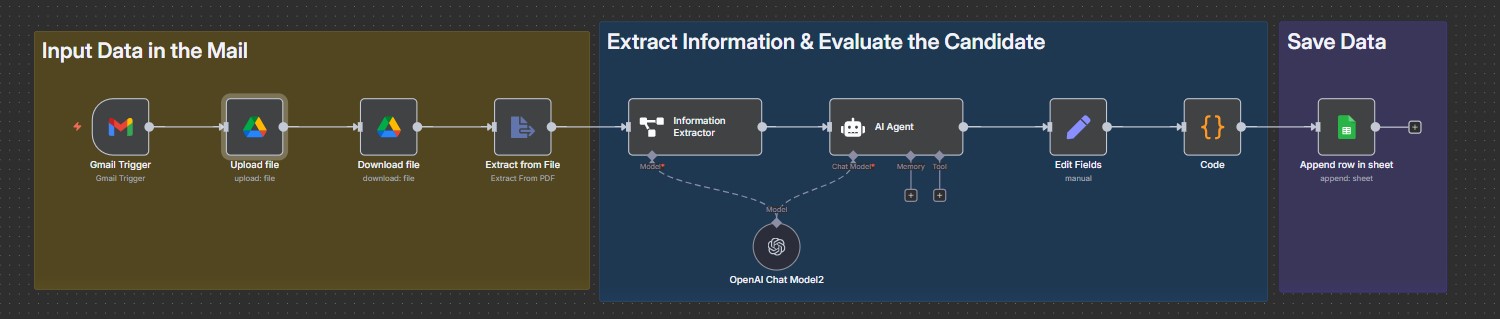 Input Data in the Mail
Gmail Trigger
Gmail Trigger
Upload file
upload: file
Download file
download: file
Extract from File
Extract From PDF
Extract Information & Evaluate the Candidate
Information
Extractor
Model*
AI Agent
Chat Model*
Memory
Tool
Model
OpenAI Chat Model2
Edit Fields
manual
Code
Save Data
Append row in sheet
append: sheet